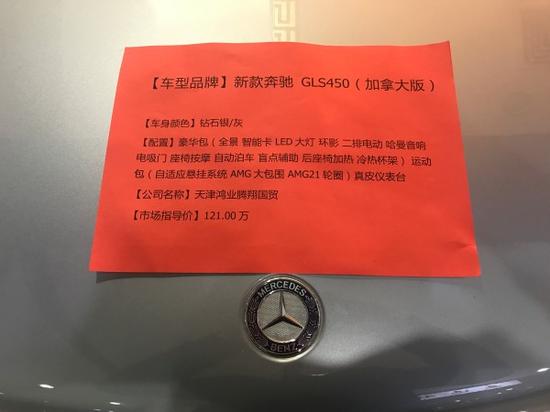 【车型品牌】新款奔驰 GLS450（加拿大版）
【车身颜色】钻石银/灰
【配置】豪华包（全景 智能卡 LED 大灯 环影 二排电动 哈曼音响
电吸门 座椅按摩 自动泊车 盲点辅助 后座椅加热 冷热杯架） 运动
包（自适应悬挂系统 AMG 大包围 AMG21 轮圈）真皮仪表台
【公司名称】天津鸿业腾翔国贸
【市场指导价】121.00 万
MERCEDES
BENZ